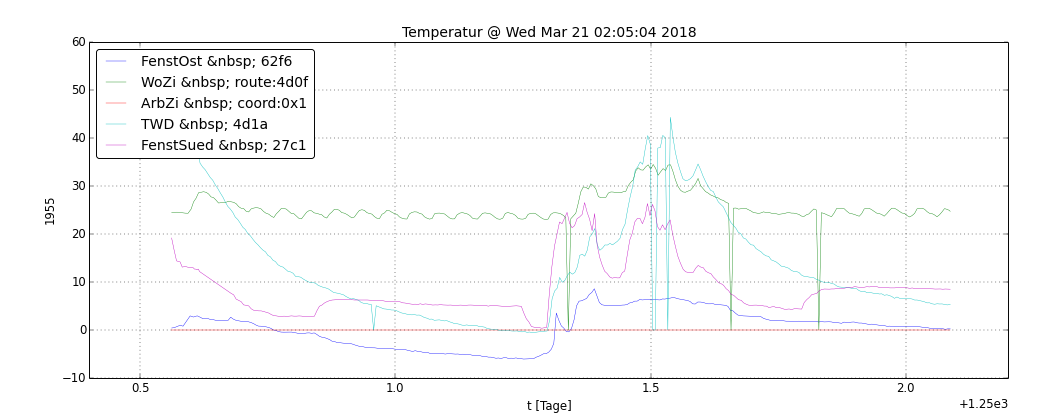 Temperatur @ Wed Mar 21 02:05:04 2018
60
50
40
30
20
10
0
−10
1955
FenstOst &nbsp; 62f6
WoZi &nbsp; route:4d0f
ArbZi &nbsp; coord:0x1
TWD &nbsp; 4d1a
FenstSued &nbsp; 27c1
0.5 1.0 1.5 2.0
t [Tage]
+1.25e3